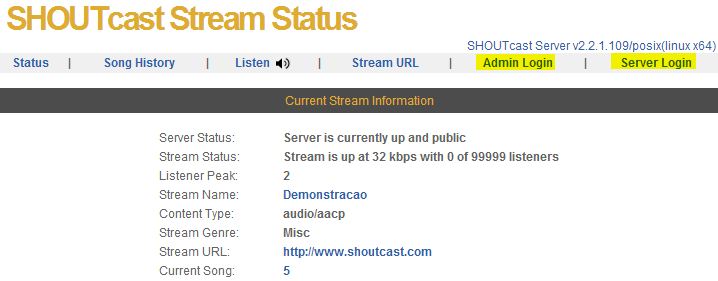 SHOUTcast Stream Status
SHOUTcast Server v2.2.1.109/posix(linux x64)
Status | Song History | Listen | Stream URL | Admin Login | Server Login
Current Stream Information
Server Status: Server is currently up and public
Stream Status: Stream is up at 32 kbps with 0 of 99999 listeners
Listener Peak: 2
Stream Name: Demonstracao
Content Type: audio/aacp
Stream Genre: Misc
Stream URL: http://www.shoutcast.com
Current Song: 5